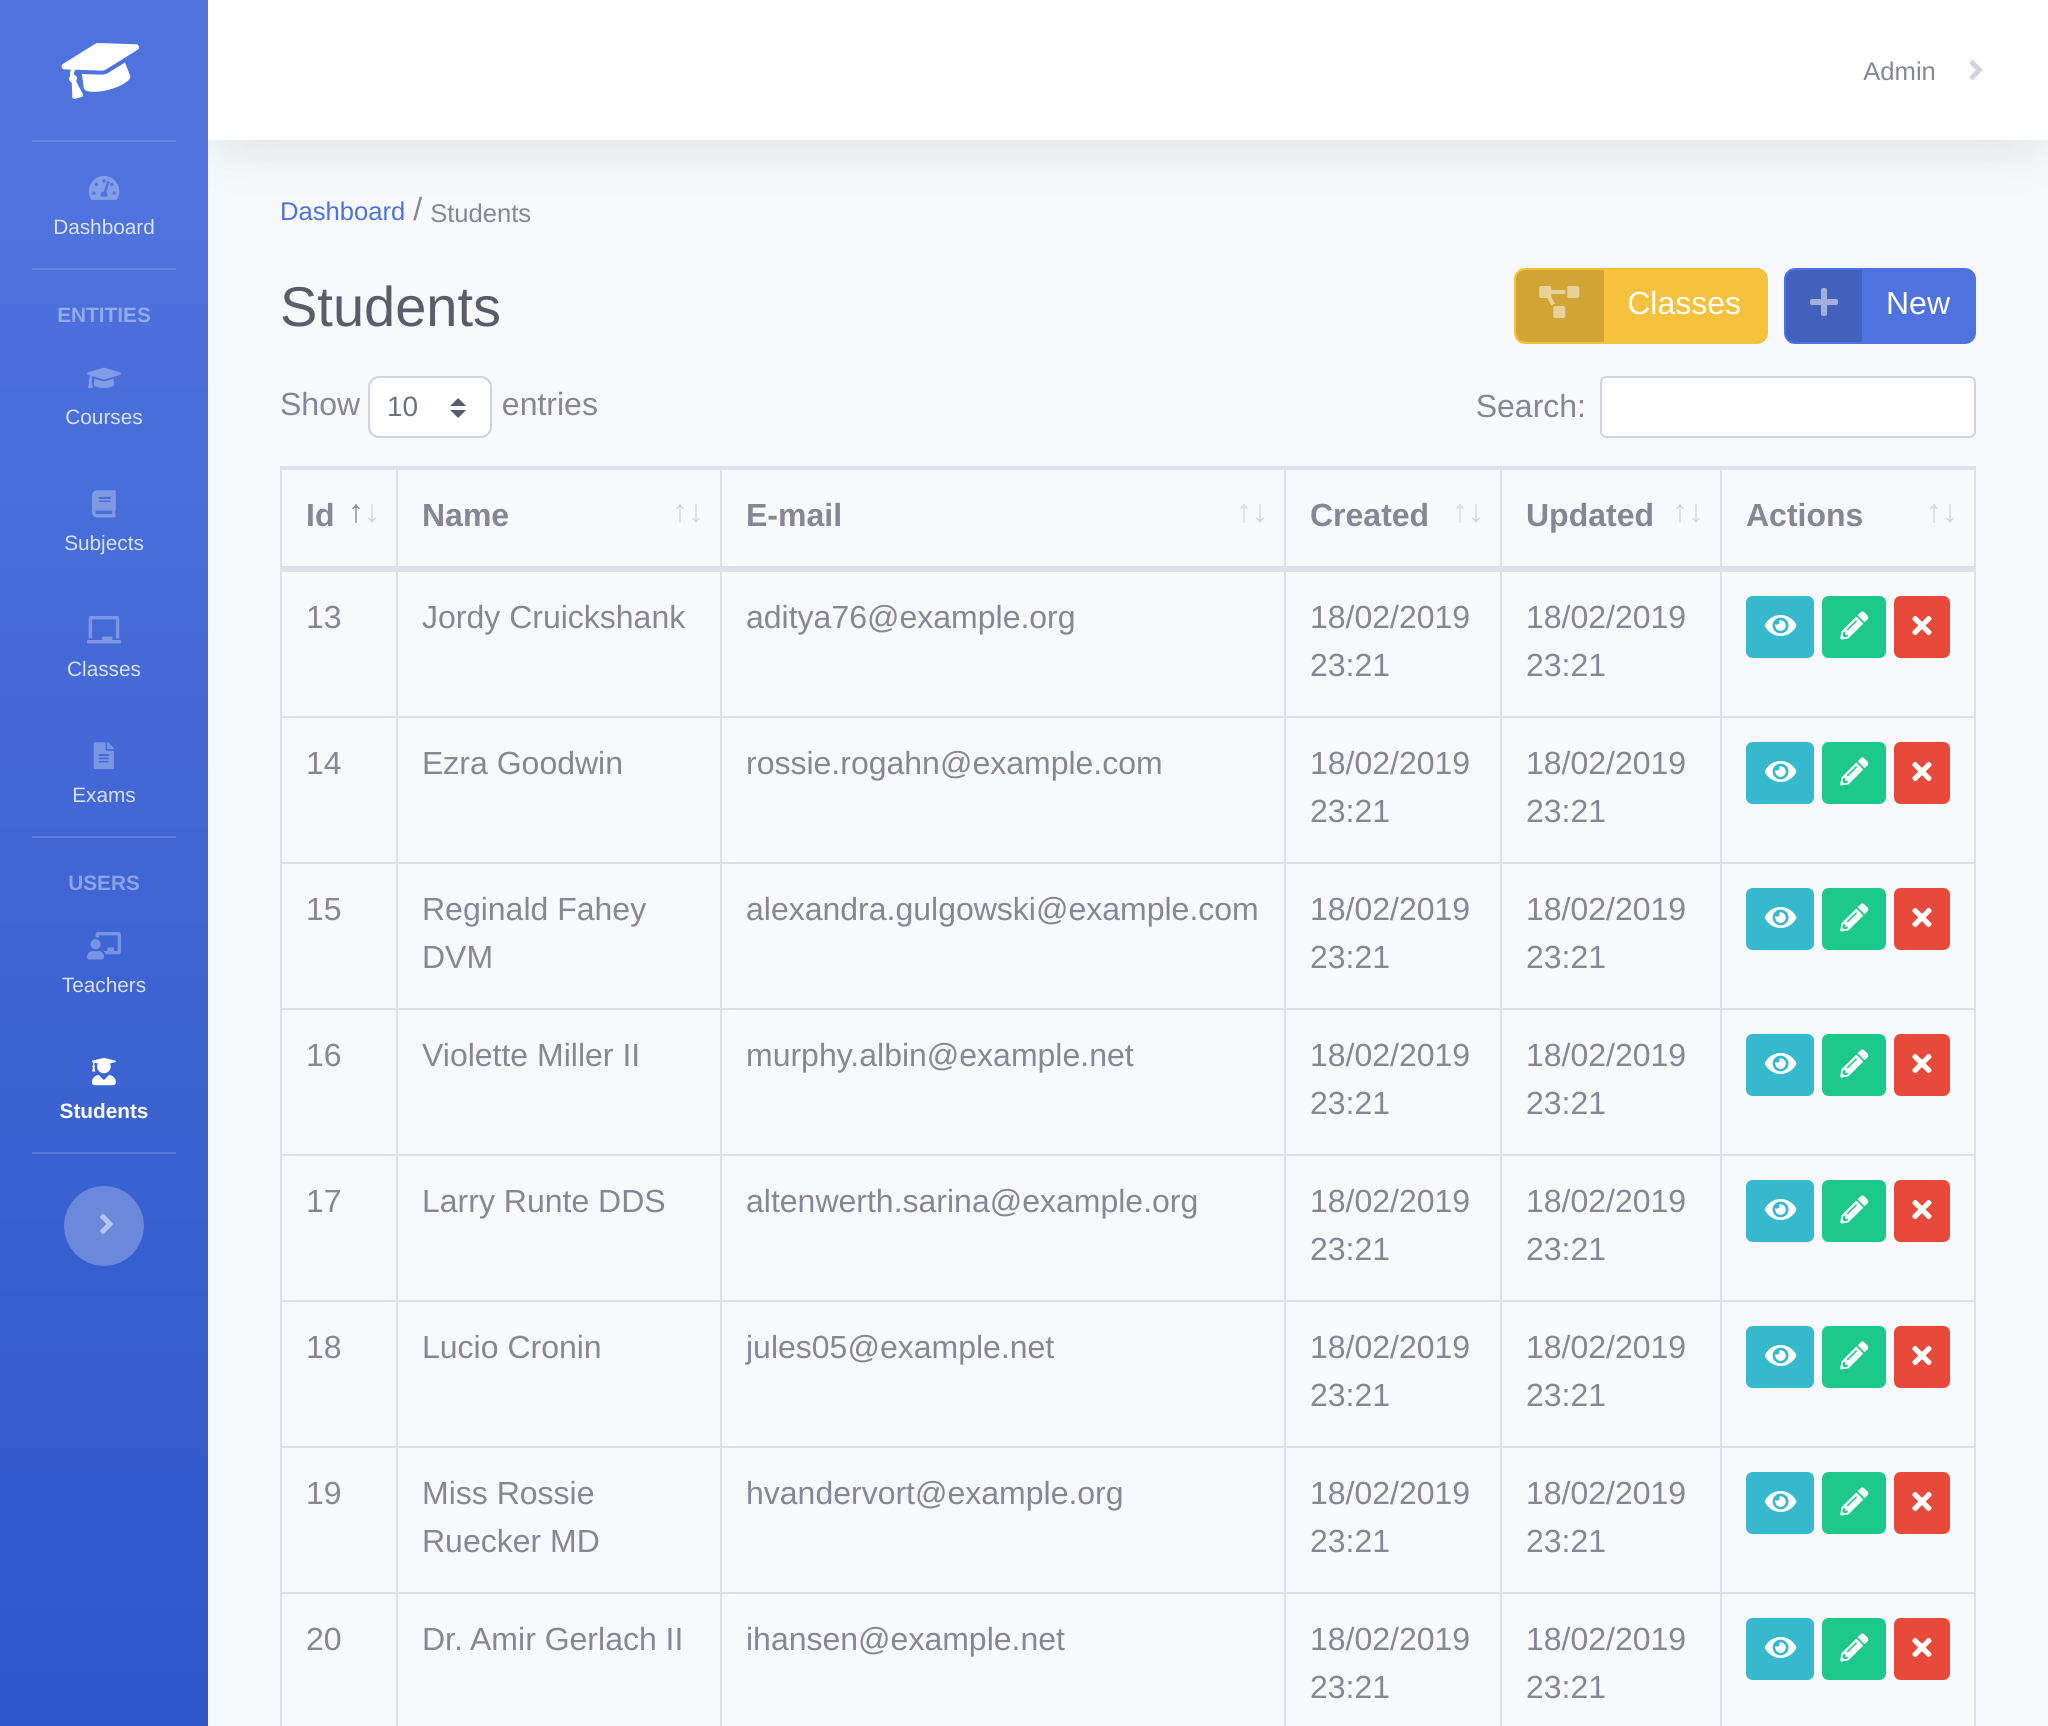 Admin
Dashboard
ENTITIES
Courses
Subjects
Classes
Exams
USERS
Teachers
Students
Dashboard / Students
Students
Classes
New
Show 10 entries
Search:
Id ↑↓ Name ↑↓ E-mail ↑↓ Created ↑↓ Updated ↑↓ Actions ↑↓
13 Jordy Cruickshank aditya76@example.org 18/02/2019 18/02/2019
23:21 23:21
14 Ezra Goodwin rossie.rogahn@example.com 18/02/2019 18/02/2019
23:21 23:21
15 Reginald Fahey alexandra.gulgowski@example.com 18/02/2019 18/02/2019
DVM 23:21 23:21
16 Violette Miller II murphy.albin@example.net 18/02/2019 18/02/2019
23:21 23:21
17 Larry Runte DDS altenwerth.sarina@example.org 18/02/2019 18/02/2019
23:21 23:21
18 Lucio Cronin jules05@example.net 18/02/2019 18/02/2019
23:21 23:21
19 Miss Rossie hvandervort@example.org 18/02/2019 18/02/2019
Ruecker MD 23:21 23:21
20 Dr. Amir Gerlach II ihansen@example.net 18/02/2019 18/02/2019
23:21 23:21